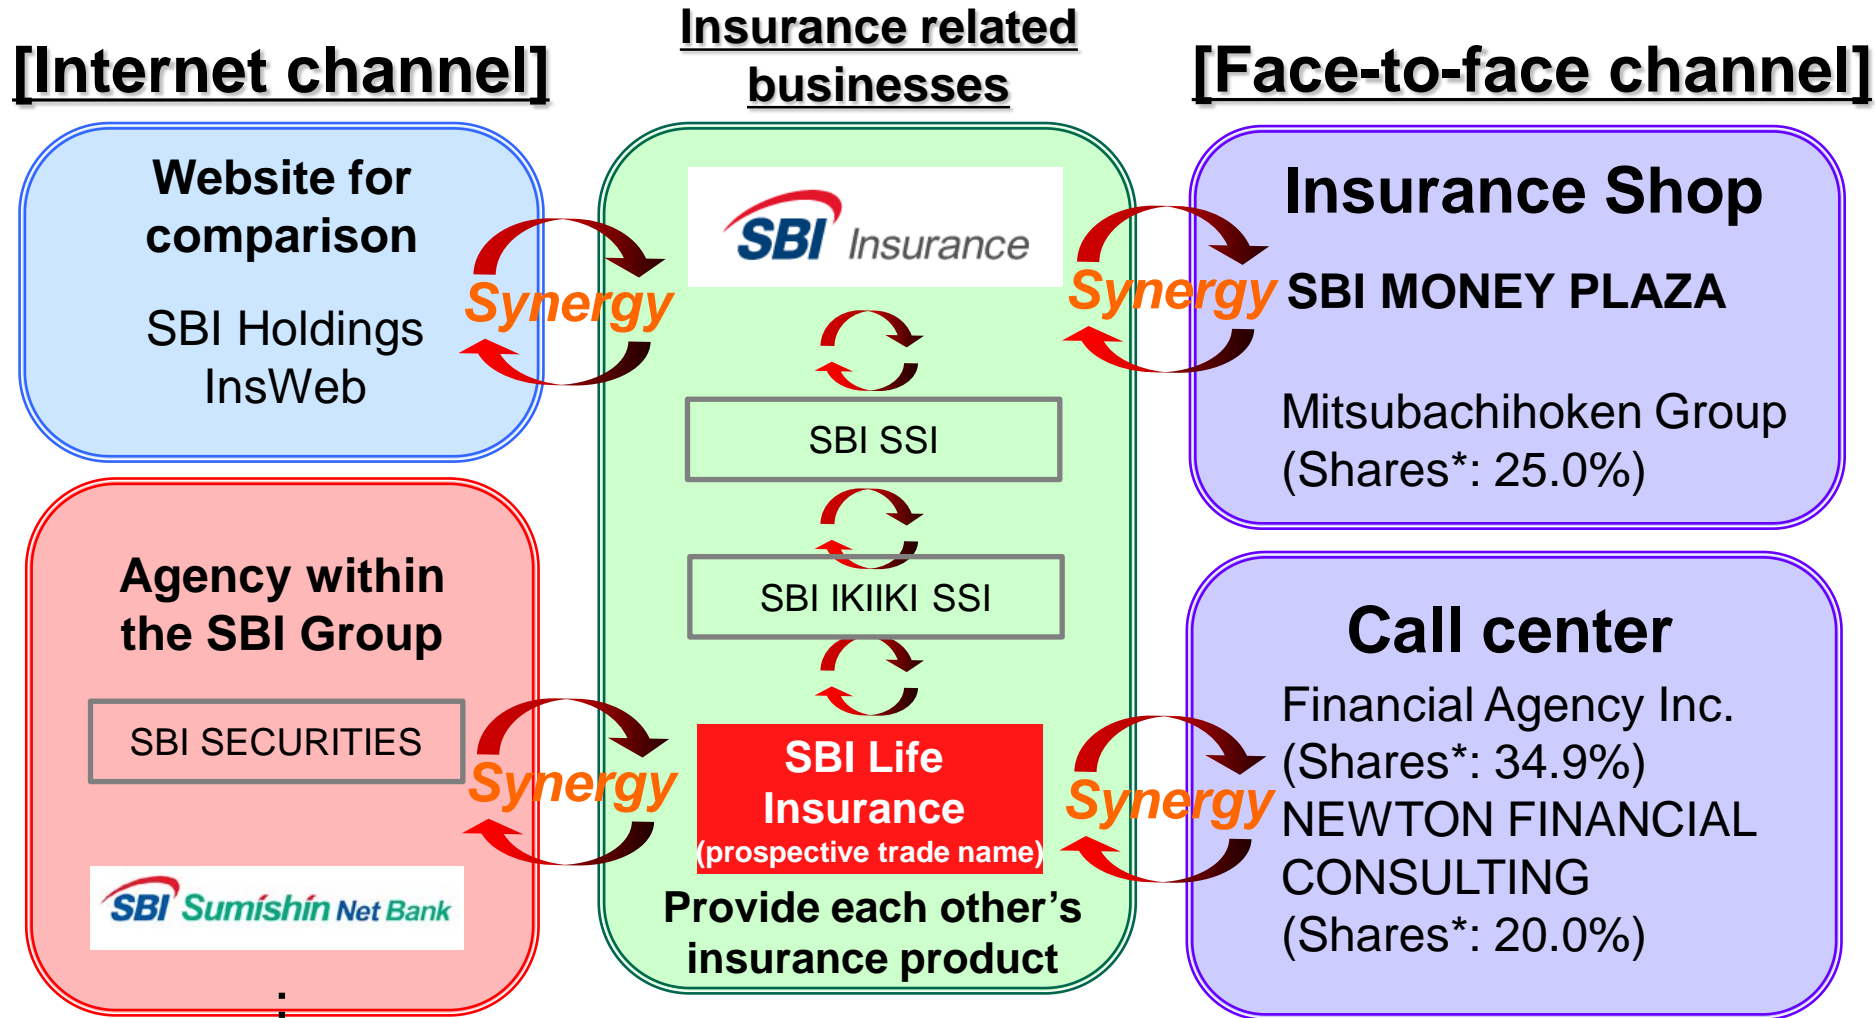 [Internet channel]
Website for
comparison
SBI Holdings
InsWeb
Synergy
Agency within
the SBI Group
SBI SECURITIES
SBI Sumishin Net Bank
:
Synergy
Insurance related
businesses
SBI Insurance
SBI SSI
SBI IKIIKI SSI
SBI Life
Insurance
(prospective trade name)
Provide each other’s
insurance product
[Face-to-face channel]
Synergy
Insurance Shop
SBI MONEY PLAZA
Mitsubachihoken Group
(Shares*: 25.0%)
Synergy
Call center
Financial Agency Inc.
(Shares*: 34.9%)
NEWTON FINANCIAL
CONSULTING
(Shares*: 20.0%)